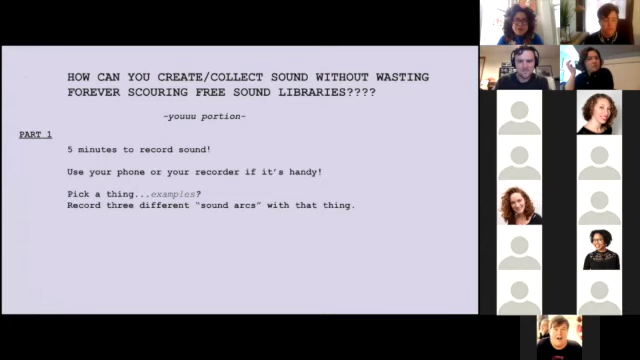 HOW CAN YOU CREATE/COLLECT SOUND WITHOUT WASTING
FOREVER SCOURING FREE SOUND LIBRARIES????
-youuu portion-
PART 1
5 minutes to record sound!
Use your phone or your recorder if it's handy!
Pick a thing...examples?
Record three different "sound arcs" with that thing.